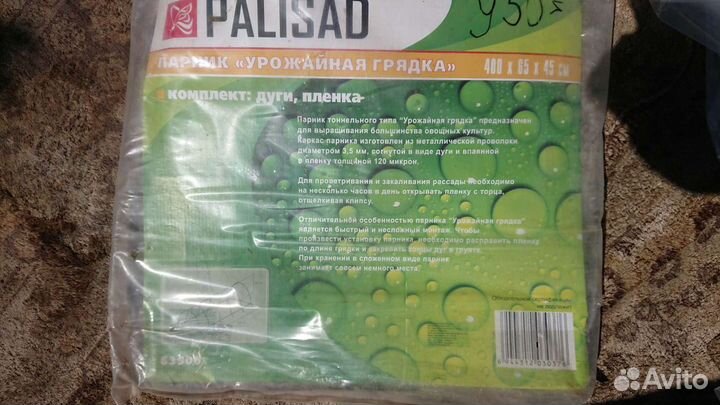 PALISAD
ПАРНИК «УРОЖАЙНАЯ ГРЯДКА» 400 х 65 х 45 см
комплект: дуги, пленка
Парник тоннельного типа "Урожайная грядка" предназначен
для выращивания большинства овощных культур.
Каркас парника изготовлен из металлической проволоки
диаметром 3,5 мм, согнутой в виде дуги и впаянной
в пленку толщиной 120 микрон.
Для проветривания и закаливания рассады необходимо
на несколько часов в день открывать пленку с торца,
отщелкивая клипсу.
Отличительной особенностью парника "Урожайная грядка"
является быстрый и несложный монтаж. Чтобы
произвести установку парника, необходимо расправить пленку
по длине грядки и закрепить концы дуг в грунте.
При хранении в сложенном виде парник
занимает совсем немного места.
не подлежит
Avito